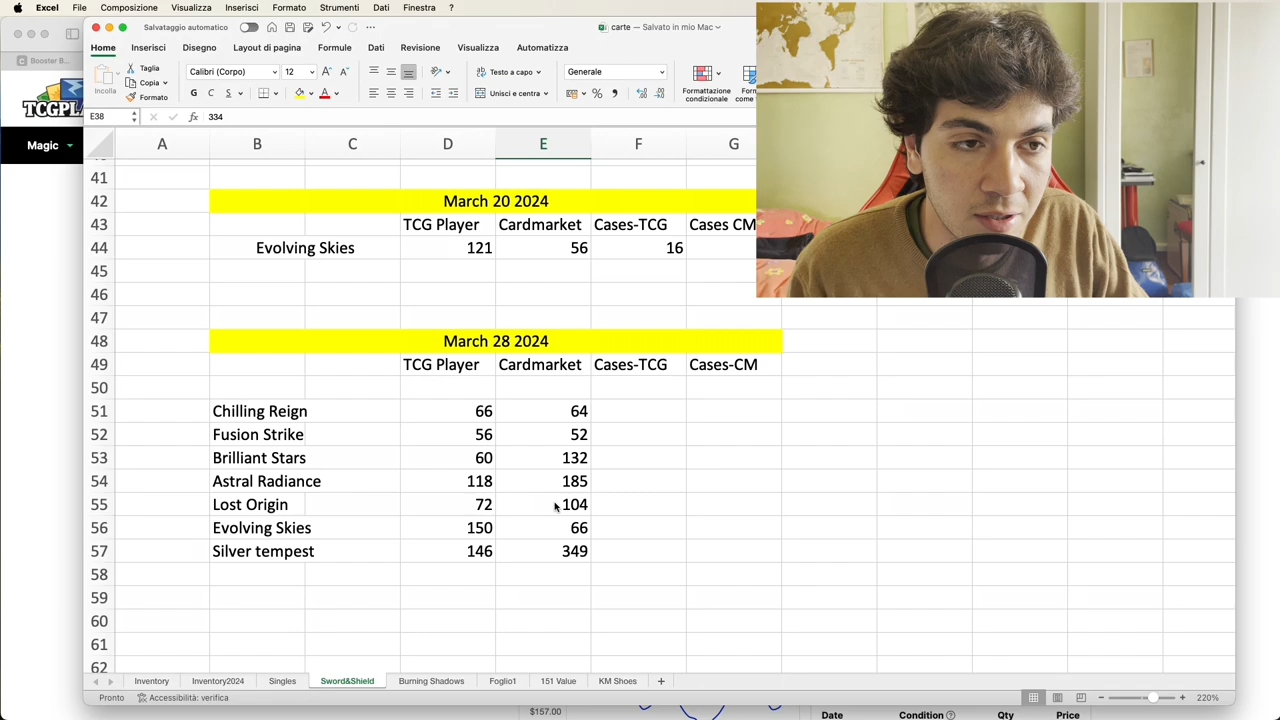 Excel File Composizione Visualizza Inserisci Formato Strumenti Dati Finestra ?
Salvataggio automatico
carte — Salvato in mio Mac
Booster B...
Home Inserisci Disegno Layout di pagina Formule Dati Revisione Visualizza Automatizza
Incolla
Taglia
Copia
Formato
Calibri (Corpo) 12 A A
G C S A
Testo a capo
Unisci e centra
Generale
%
Formattazione
condizionale
come
E38 fx 334
TCGPL
Magic
A B C D E F G
41
42 March 20 2024
43 TCG Player Cardmarket Cases-TCG Cases CM
44 Evolving Skies 121 56 16
45
46
47
48 March 28 2024
49 TCG Player Cardmarket Cases-TCG Cases-CM
50
51 Chilling Reign 66 64
52 Fusion Strike 56 52
53 Brilliant Stars 60 132
54 Astral Radiance 118 185
55 Lost Origin 72 104
56 Evolving Skies 150 66
57 Silver tempest 146 349
58
59
60
61
62
Inventory Inventory2024 Singles Sword&Shield Burning Shadows Foglio1 151 Value KM Shoes +
Pronto Accessibilità: verifica 220%
$157.00
Date Condition Qty Price